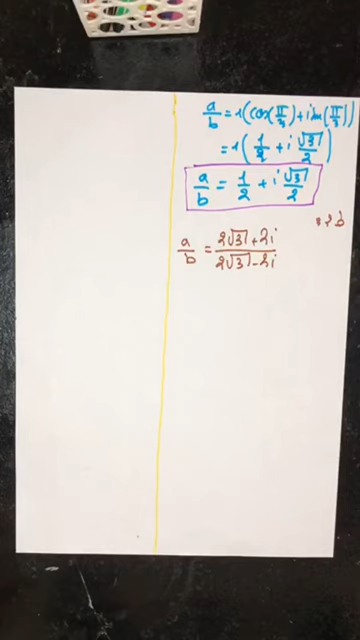 a/b = 1(cos(π/3) + i sin(π/3))
= 1(1/2 + i √3/2)
a/b = 1/2 + i √3/2
a/b = (2√3 + 2i)/(2√3 - 2i)